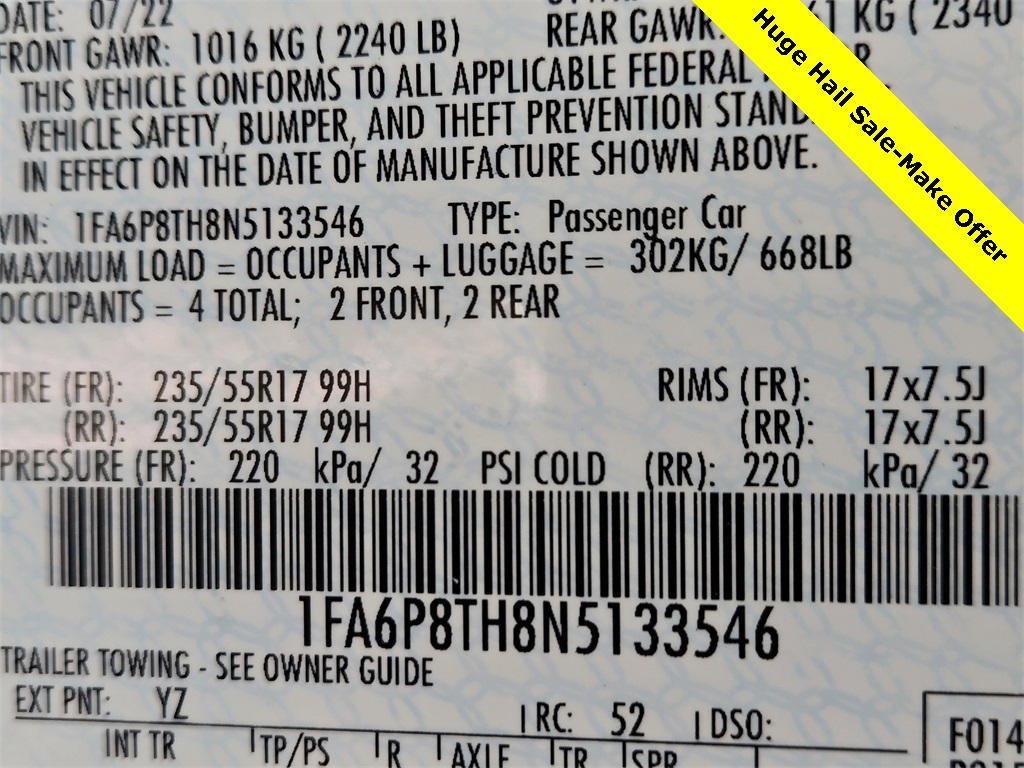 DATE: 07/22
FRONT GAWR: 1016 KG ( 2240 LB) REAR GAWR: KG ( 2340
THIS VEHICLE CONFORMS TO ALL APPLICABLE FEDERAL
VEHICLE SAFETY, BUMPER, AND THEFT PREVENTION
IN EFFECT ON THE DATE OF MANUFACTURE SHOWN ABOVE.
VIN: 1FA6P8TH8N5133546 TYPE: Passenger Car
MAXIMUM LOAD = OCCUPANTS + LUGGAGE = 302KG/ 668LB
OCCUPANTS = 4 TOTAL; 2 FRONT, 2 REAR
TIRE (FR): 235/55R17 99H RIMS (FR): 17x7.5J
(RR): 235/55R17 99H (RR): 17x7.5J
PRESSURE (FR): 220 kPa/ 32 PSI COLD (RR): 220 kPa/ 32
1FA6P8TH8N5133546
TRAILER TOWING - SEE OWNER GUIDE
EXT PNT: YZ RC: 52 DSO:
INT TR TP/PS R AXLE TR SPR
F014
Huge Hail Sale-Make Offer